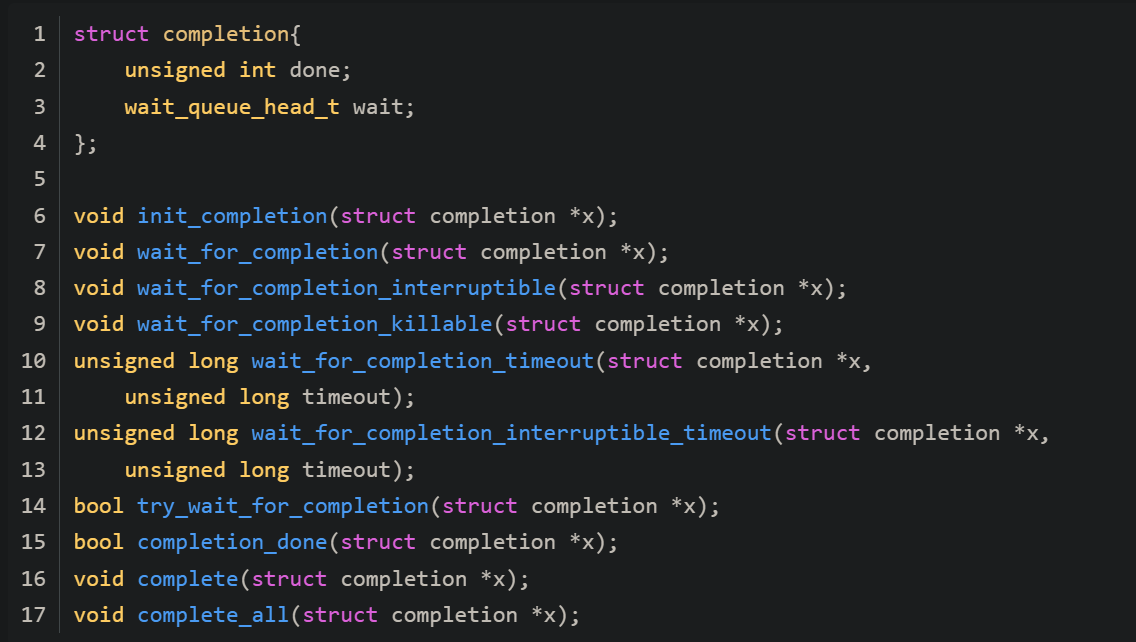 1 struct completion{
2     unsigned int done;
3     wait_queue_head_t wait;
4 };
5
6 void init_completion(struct completion *x);
7 void wait_for_completion(struct completion *x);
8 void wait_for_completion_interruptible(struct completion *x);
9 void wait_for_completion_killable(struct completion *x);
10 unsigned long wait_for_completion_timeout(struct completion *x,
11     unsigned long timeout);
12 unsigned long wait_for_completion_interruptible_timeout(struct completion *x,
13     unsigned long timeout);
14 bool try_wait_for_completion(struct completion *x);
15 bool completion_done(struct completion *x);
16 void complete(struct completion *x);
17 void complete_all(struct completion *x);